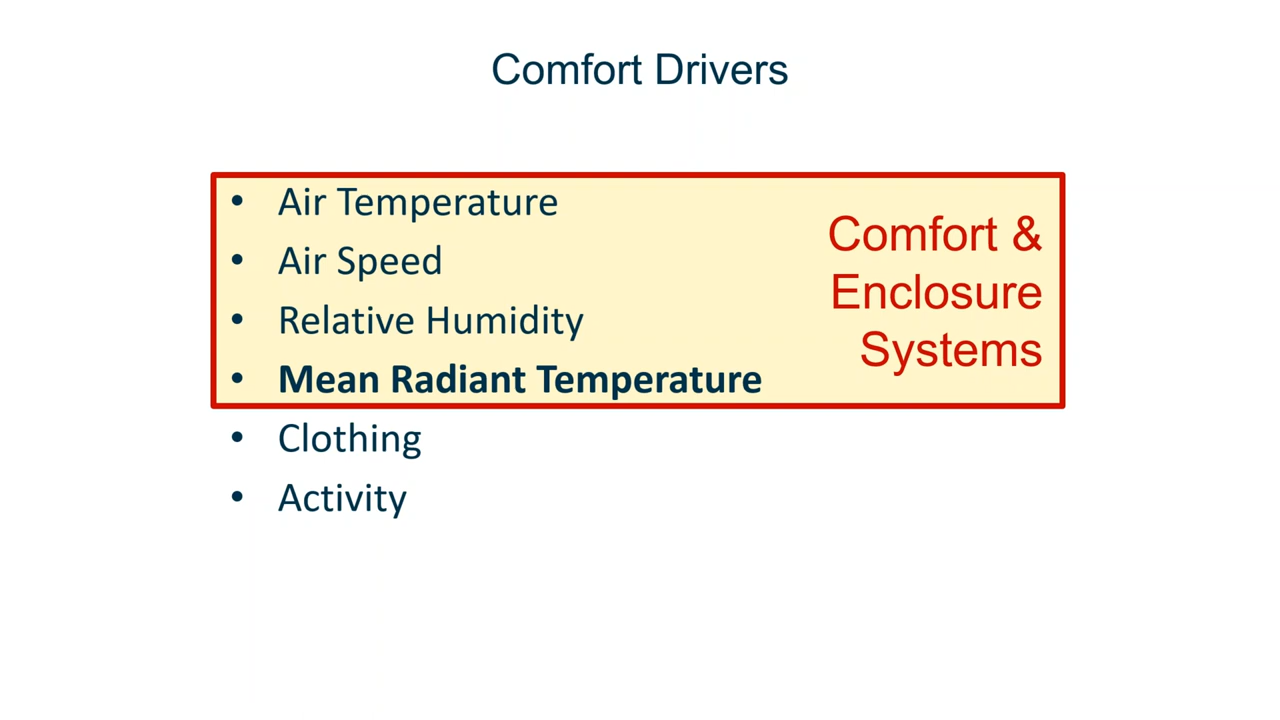 Comfort Drivers
• Air Temperature
• Air Speed
• Relative Humidity
• Mean Radiant Temperature
Comfort &
Enclosure
Systems
• Clothing
• Activity